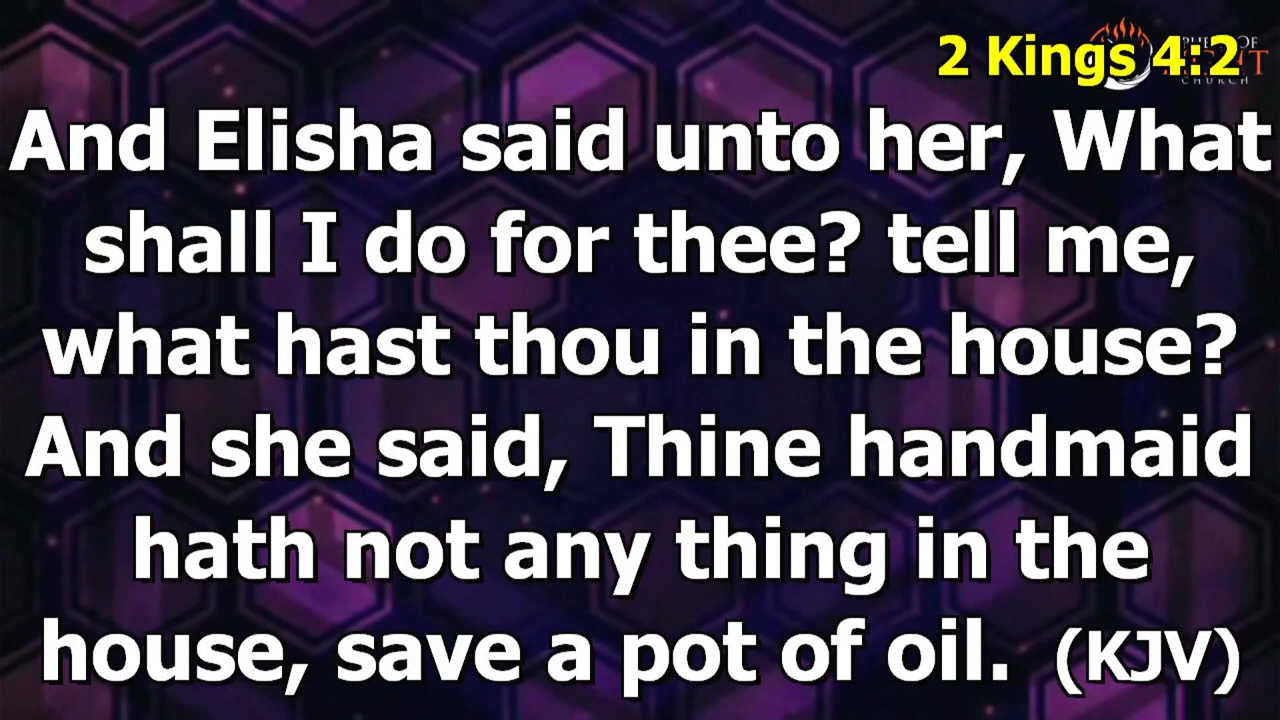 2 Kings 4:2
CHURCH
And Elisha said unto her, What
shall I do for thee? tell me,
what hast thou in the house?
And she said, Thine handmaid
hath not any thing in the
house, save a pot of oil. (KJV)